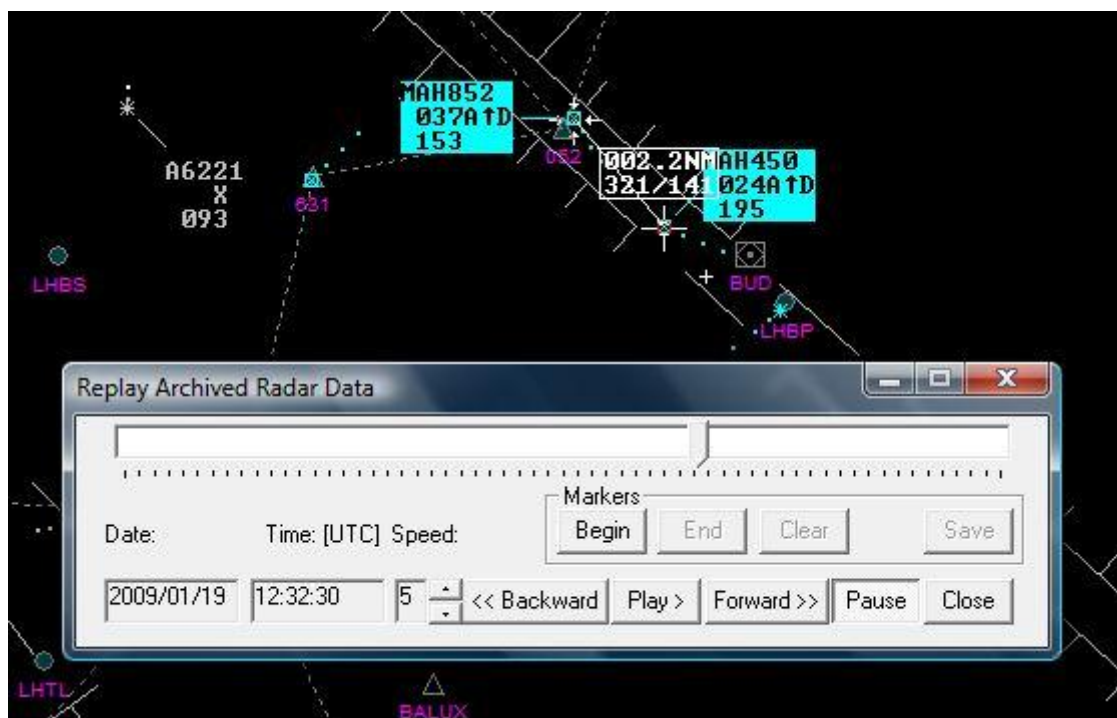 MAH852
037A↑D
153
052
002.2NM
321/141
MAH450
024A↑D
195
A6221
X
093
631
LHBS
BUD
LHBP
Replay Archived Radar Data
Markers
Date:
Time: [UTC]
Speed:
Begin
End
Clear
Save
2009/01/19
12:32:30
5
<< Backward
Play >
Forward >>
Pause
Close
LHTL
BALUX